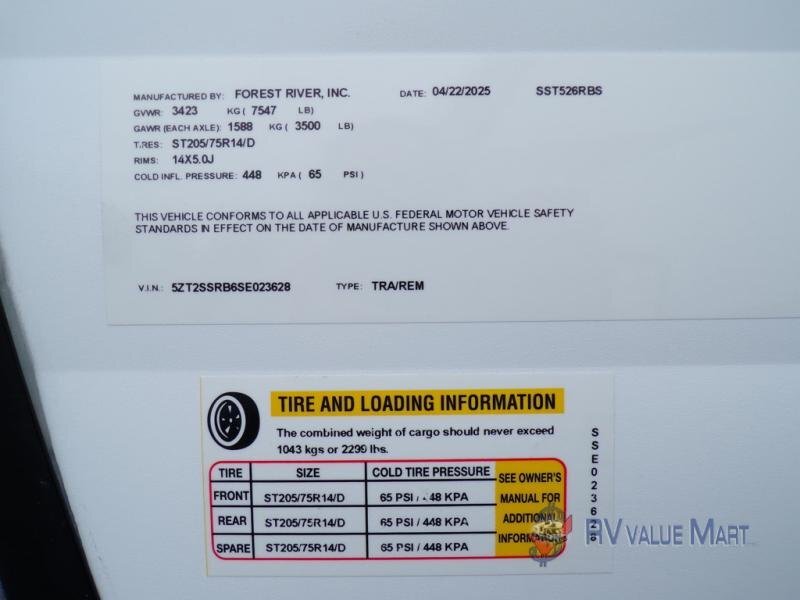 MANUFACTURED BY: FOREST RIVER, INC. DATE: 04/22/2025 SST526RBS
GVWR: 3423 KG ( 7547 LB)
GAWR (EACH AXLE): 1588 KG ( 3500 LB)
TIRES: ST205/75R14/D
RIMS: 14X5.0J
COLD INFL. PRESSURE: 448 KPA ( 65 PSI )
THIS VEHICLE CONFORMS TO ALL APPLICABLE U.S. FEDERAL MOTOR VEHICLE SAFETY
STANDARDS IN EFFECT ON THE DATE OF MANUFACTURE SHOWN ABOVE.
V.I.N.: 5ZT2SSRB6SE023628 TYPE: TRA/REM
TIRE AND LOADING INFORMATION
The combined weight of cargo should never exceed
1043 kgs or 2299 lbs.
TIRE SIZE COLD TIRE PRESSURE
FRONT ST205/75R14/D 65 PSI / 448 KPA
REAR ST205/75R14/D 65 PSI / 448 KPA
SPARE ST205/75R14/D 65 PSI / 448 KPA
SEE OWNER'S
MANUAL FOR
ADDITIONAL
INFORMATION
SSE023628
RV VALUE MART